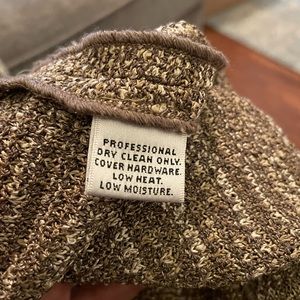 PROFESSIONAL
DRY CLEAN ONLY.
COVER HARDWARE.
LOW HEAT.
LOW MOISTURE.